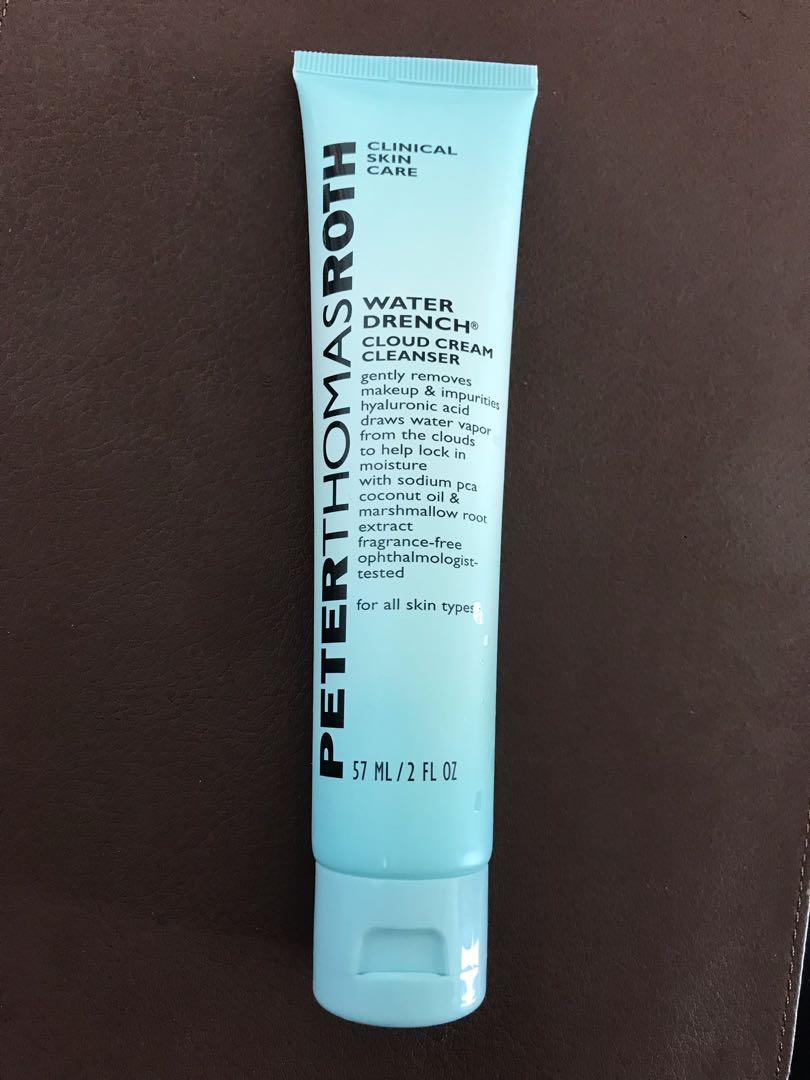 PETERTHOMASROTH
CLINICAL
SKIN
CARE
WATER
DRENCH®
CLOUD CREAM
CLEANSER
gently removes
makeup & impurities
hyaluronic acid
draws water vapor
from the clouds
to help lock in
moisture
with sodium pca
coconut oil &
marshmallow root
extract
fragrance-free
ophthalmologist-
tested
for all skin types
57 ML/2 FL OZ